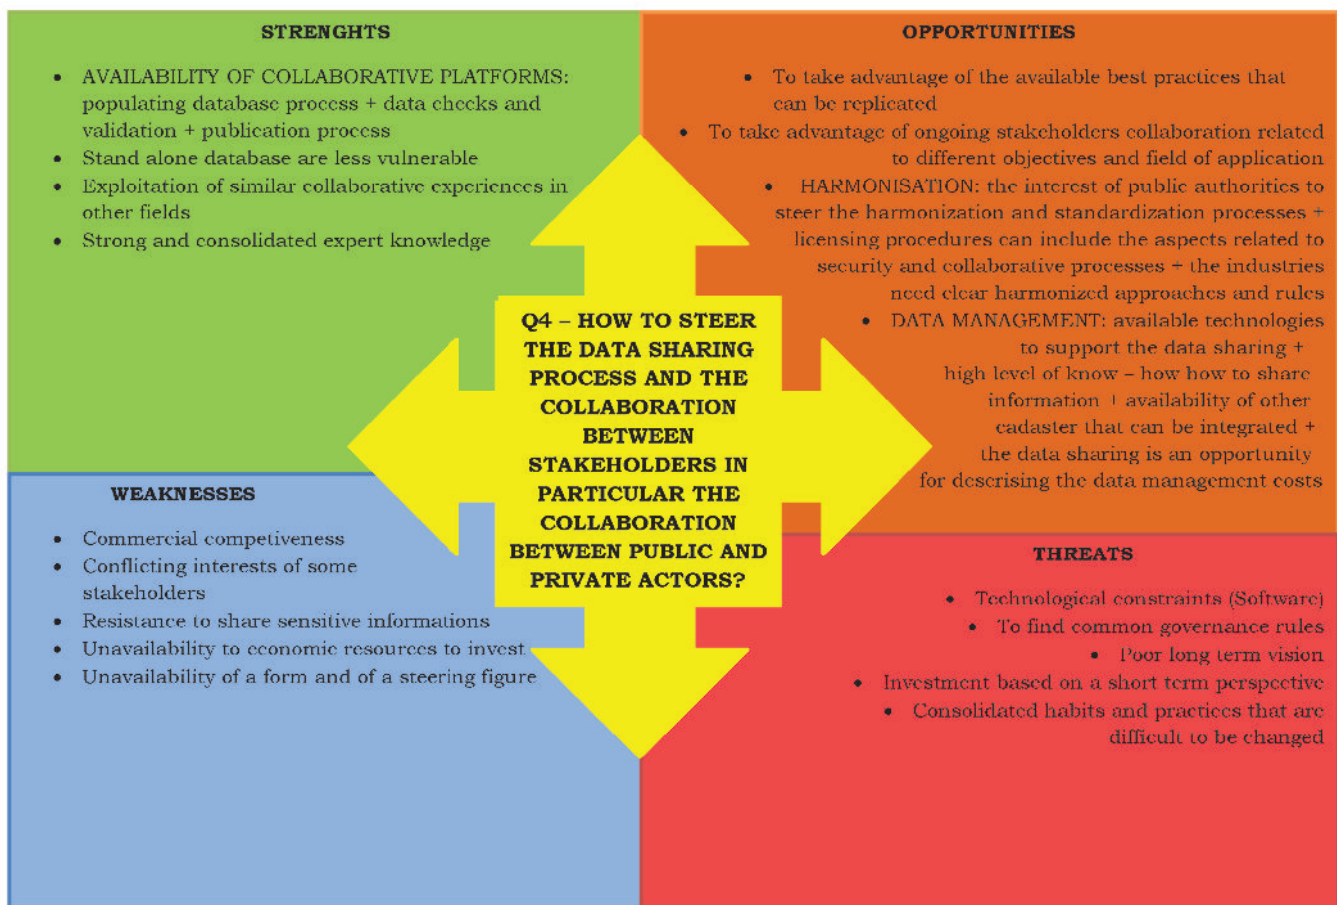 STRENGHTS
• AVAILABILITY OF COLLABORATIVE PLATFORMS:
populating database process + data checks and
validation + publication process
• Stand alone database are less vulnerable
• Exploitation of similar collaborative experiences in
other fields
• Strong and consolidated expert knowledge
OPPORTUNITIES
• To take advantage of the available best practices that
can be replicated
• To take advantage of ongoing stakeholders collaboration related
to different objectives and field of application
• HARMONISATION: the interest of public authorities to
steer the harmonization and standardization processes +
licensing procedures can include the aspects related to
security and collaborative processes + the industries
need clear harmonized approaches and rules
• DATA MANAGEMENT: available technologies
to support the data sharing +
high level of know – how how to share
information + availability of other
cadaster that can be integrated +
the data sharing is an opportunity
for descrising the data management costs
Q4 – HOW TO STEER
THE DATA SHARING
PROCESS AND THE
COLLABORATION
BETWEEN
STAKEHOLDERS IN
PARTICULAR THE
COLLABORATION
BETWEEN PUBLIC AND
PRIVATE ACTORS?
WEAKNESSES
• Commercial competiveness
• Conflicting interests of some
stakeholders
• Resistance to share sensitive informations
• Unavailability to economic resources to invest
• Unavailability of a form and of a steering figure
THREATS
• Technological constraints (Software)
• To find common governance rules
• Poor long term vision
• Investment based on a short term perspective
• Consolidated habits and practices that are
difficult to be changed